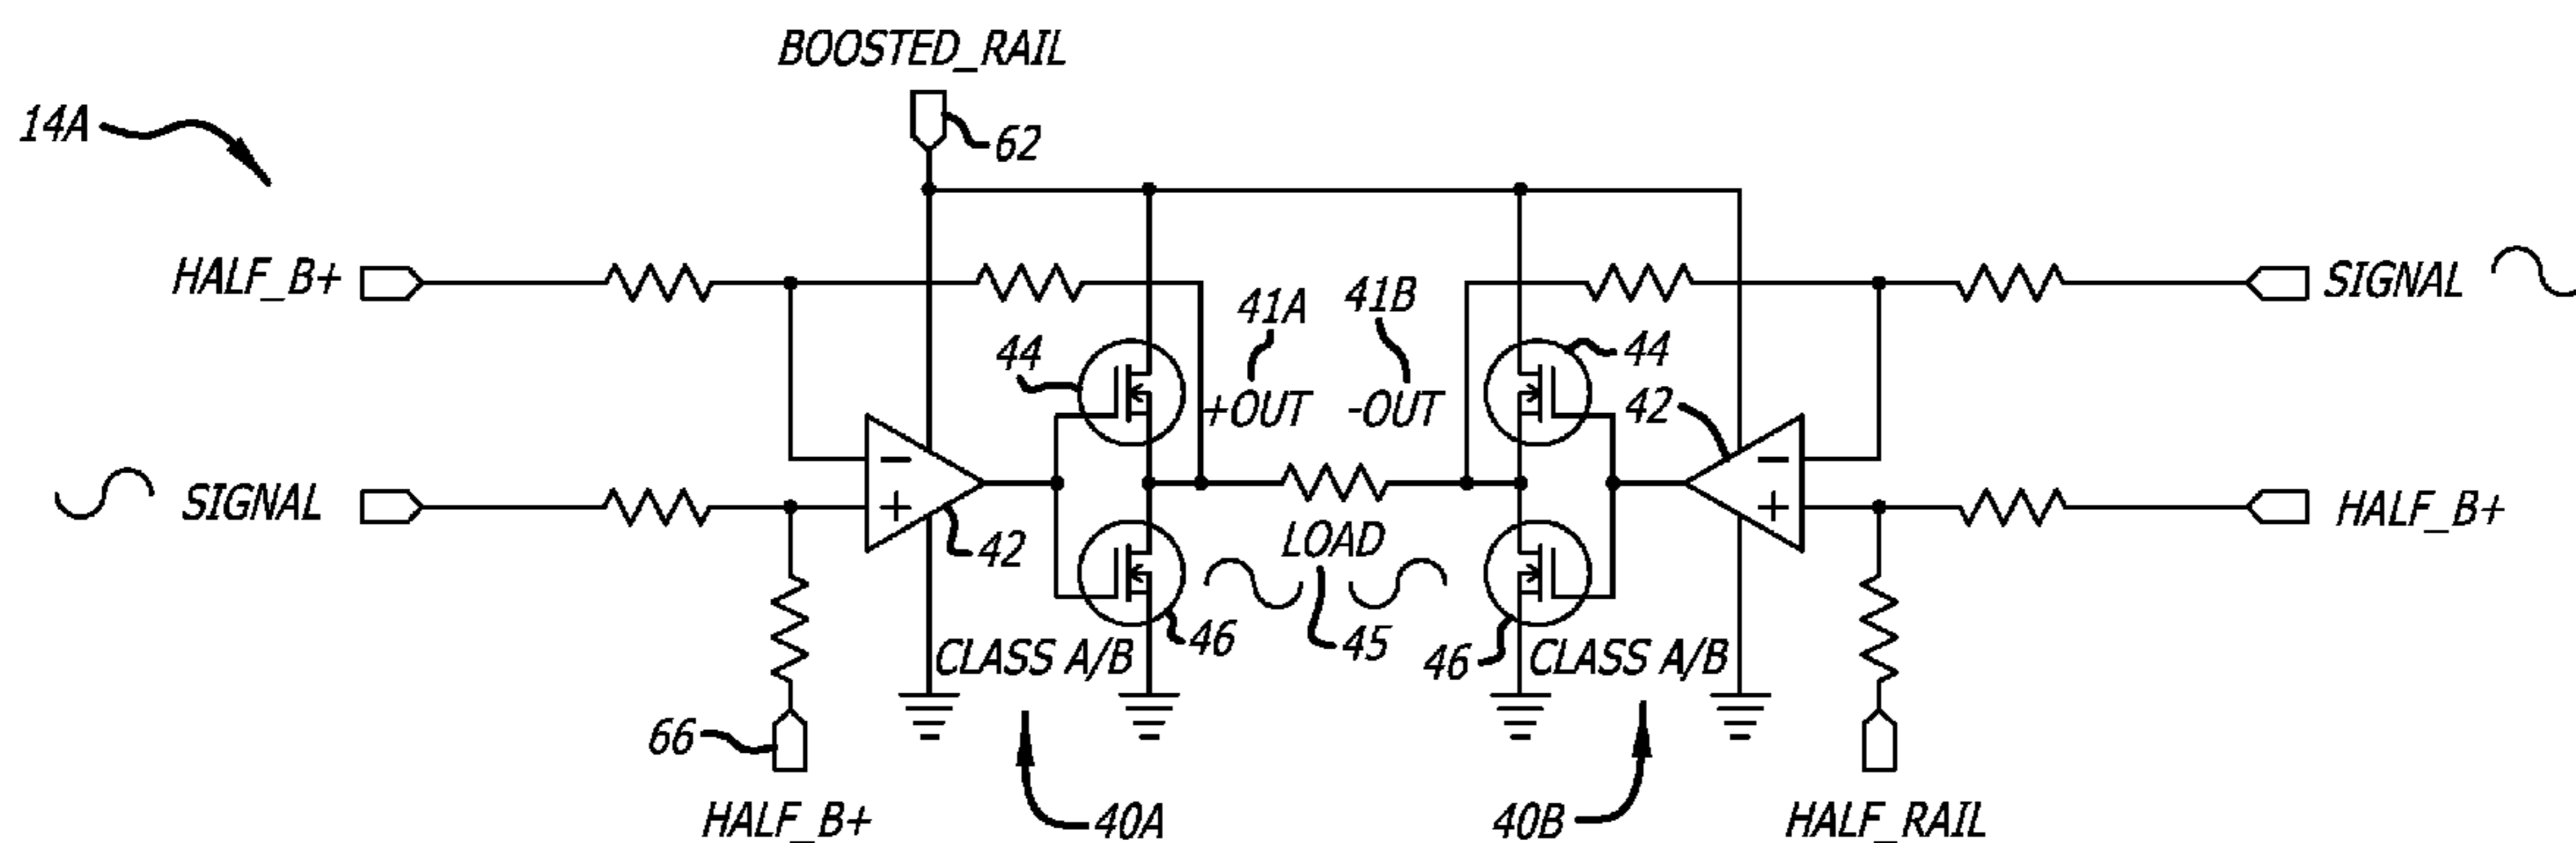 BOOSTED_RAIL
14A
62
HALF_B+
SIGNAL
41A
41B
44
+OUT
-OUT
44
42
SIGNAL
-
+
42
-
+
HALF_B+
LOAD
46
45
46
CLASS A/B
CLASS A/B
66
HALF_B+
40A
40B
HALF_RAIL